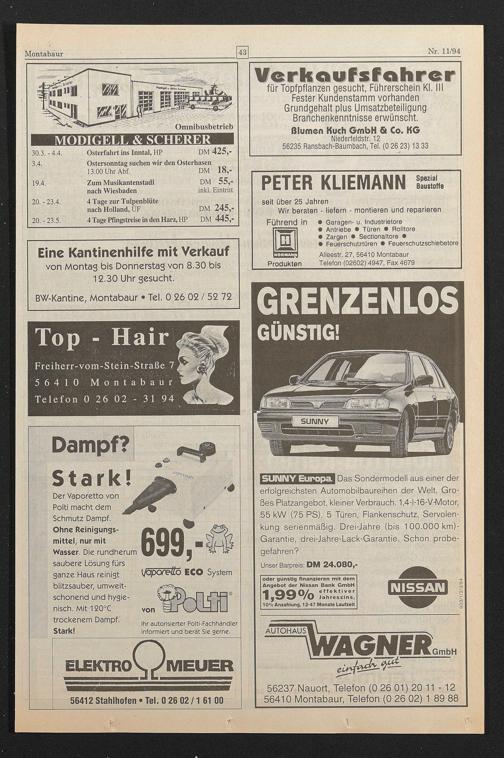 Montabaur
43
Nr. 11/94
Omnibusbetrieb
MODIGELL & SCHERER
30.3. - 4.4. Osterfahrt ins Inntal, HP DM 425,-
3.4. Ostersonntag suchen wir den Osterhasen
13.00 Uhr Abf. DM 18,-
19.4. Zum Musikantenstadl DM 55,-
nach Wiesbaden inkl. Eintritt
20. - 23.4. 4 Tage zur Tulpenblüte
nach Holland, ÜF DM 245,-
20. - 23.5. 4 Tage Pfingstreise in den Harz, HP DM 445,-
Eine Kantinenhilfe mit Verkauf
von Montag bis Donnerstag von 8.30 bis
12.30 Uhr gesucht.
BW-Kantine, Montabaur • Tel. 0 26 02 / 52 72
Top - Hair
Freiherr-vom-Stein-Straße 7
56410 Montabaur
Telefon 0 26 02 - 31 94
Dampf?
Stark!
Der Vaporetto von
Polti macht dem
Schmutz Dampf.
Ohne Reinigungs-
mittel, nur mit
Wasser. Die rundherum
saubere Lösung fürs
ganze Haus reinigt
blitzsauber, umwelt-
schonend und hygie-
nisch. Mit 120°C
trockenem Dampf.
Stark!
699,-
Vaporetto ECO System
von Polti
Ihr autorisierter Polti-Fachhändler
informiert und berät Sie gerne.
ELEKTRO MEUER
56412 Stahlhofen • Tel. 0 26 02 / 1 61 00
Verkaufsfahrer
für Topfpflanzen gesucht, Führerschein Kl. III
Fester Kundenstamm vorhanden
Grundgehalt plus Umsatzbeteiligung
Branchenkenntnisse erwünscht.
Blumen Kuch GmbH & Co. KG
Niederfeldstr. 12
56235 Ransbach-Baumbach, Tel. 0 26 23) 13 33
PETER KLIEMANN Spezial
Baustoffe
seit über 25 Jahren
Wir beraten - liefern - montieren und reparieren
Führend in
HÖRMANN
Produkten
• Garagen- u. Industrietore
• Antriebe • Türen • Rolltore
• Zargen • Sectionaltore •
• Feuerschutztüren • Feuerschutzschiebetore
Alleestr. 27, 56410 Montabaur
Telefon (02602) 4947, Fax 4679
GRENZENLOS
GÜNSTIG!
SUNNY
SUNNY Europa. Das Sondermodell aus einer der
erfolgreichsten Automobilbaureihen der Welt. Gro-
ßes Platzangebot, kleiner Verbrauch. 1,4-l-16-V-Motor,
55 kW (75 PS), 5 Türen, Flankenschutz, Servolen-
kung serienmäßig. Drei-Jahre (bis 100.000 km)-
Garantie, drei-Jahre-Lack-Garantie. Schon probe-
gefahren?
Unser Barpreis: DM 24.080,-
oder günstig finanzieren mit dem
Angebot der Nissan Bank GmbH
1,99% effektiver
Jahreszins,
10% Anzahlung, 12-47 Monate Laufzeit
NISSAN
AUTOHAUS
WAGNER GmbH
einfach gut
56237 Nauort, Telefon (0 26 01) 20 11 - 12
56410 Montabaur, Telefon (0 26 02) 1 89 88